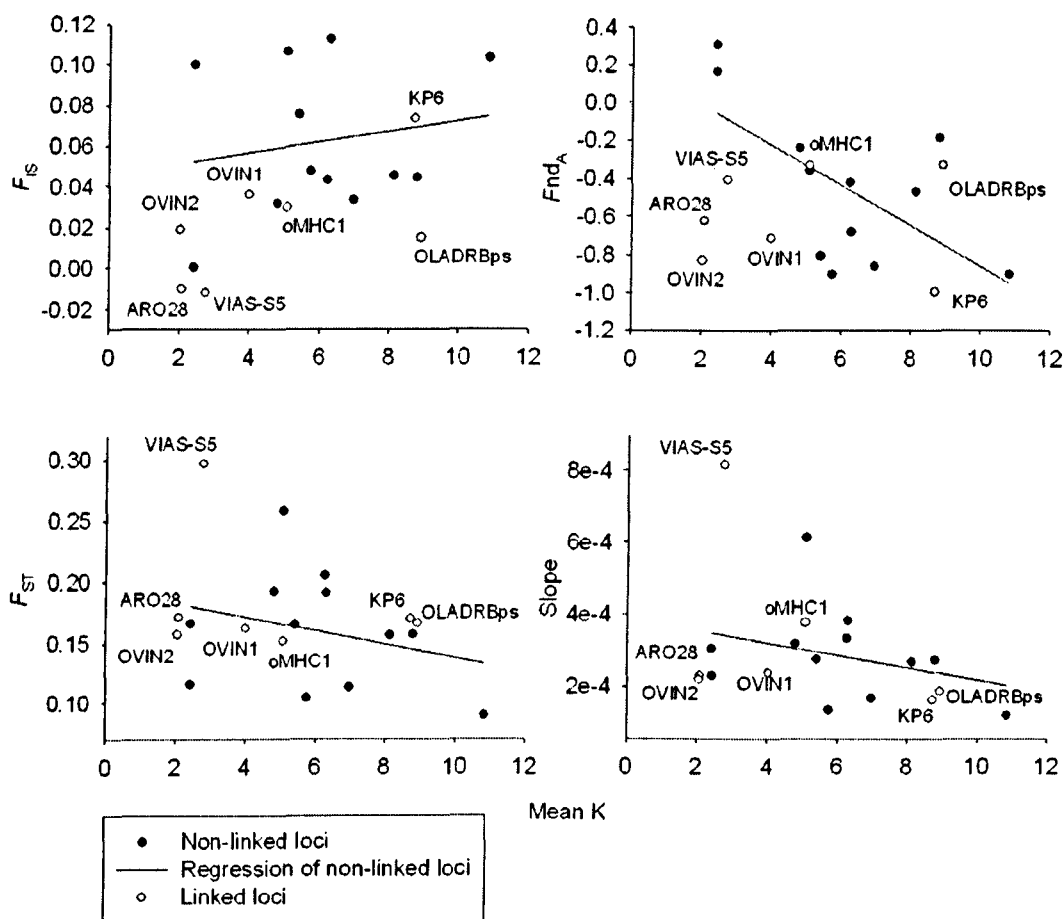 0.12
0.10
0.08
0.06
0.04
0.02
0.00
-0.02
F_IS
KP6
OVIN1
OVIN2
oMHC1
OLADRBps
ARO28
VIAS-S5
0 2 4 6 8 10 12
0.4
0.2
0.0
-0.2
-0.4
-0.6
-0.8
-1.0
-1.2
Fnd_A
oMHC1
VIAS-S5
OLADRBps
ARO28
OVIN1
OVIN2
KP6
0 2 4 6 8 10 12
0.30
0.25
0.20
0.15
0.10
F_ST
VIAS-S5
ARO28
KP6
OLADRBps
OVIN2
OVIN1
oMHC1
0 2 4 6 8 10 12
8e-4
6e-4
4e-4
2e-4
Slope
VIAS-S5
oMHC1
ARO28
OVIN2
OVIN1
OLADRBps
KP6
0 2 4 6 8 10 12
Mean K
Non-linked loci
Regression of non-linked loci
Linked loci